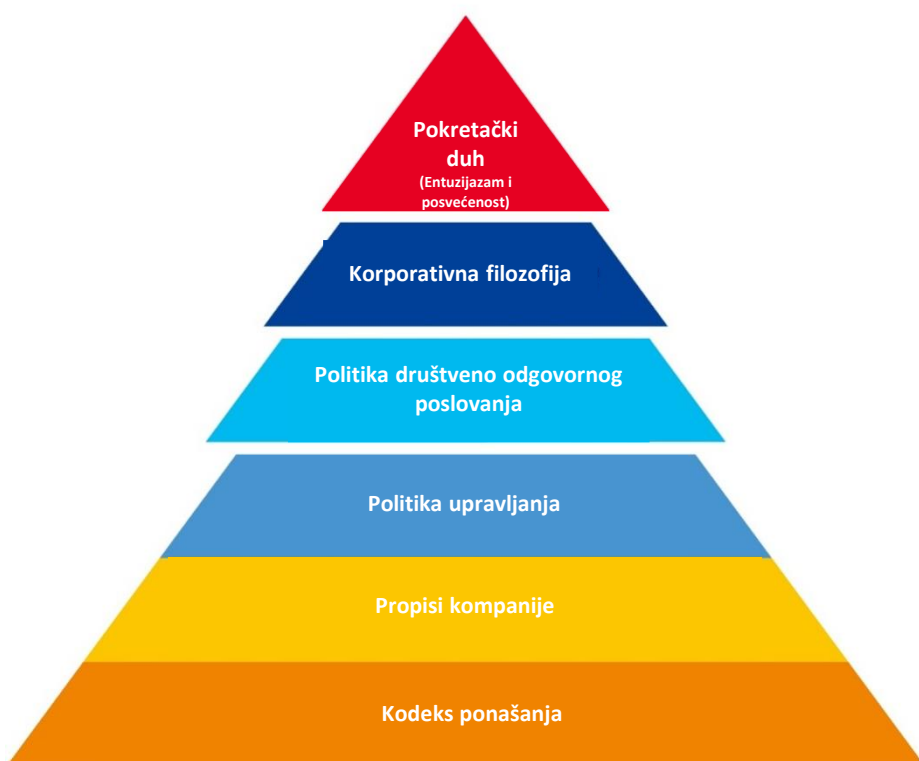 Pokretački
duh
(Entuzijazam i
posvećenost)
Korporativna filozofija
Politika društveno odgovornog
poslovanja
Politika upravljanja
Propisi kompanije
Kodeks ponašanja